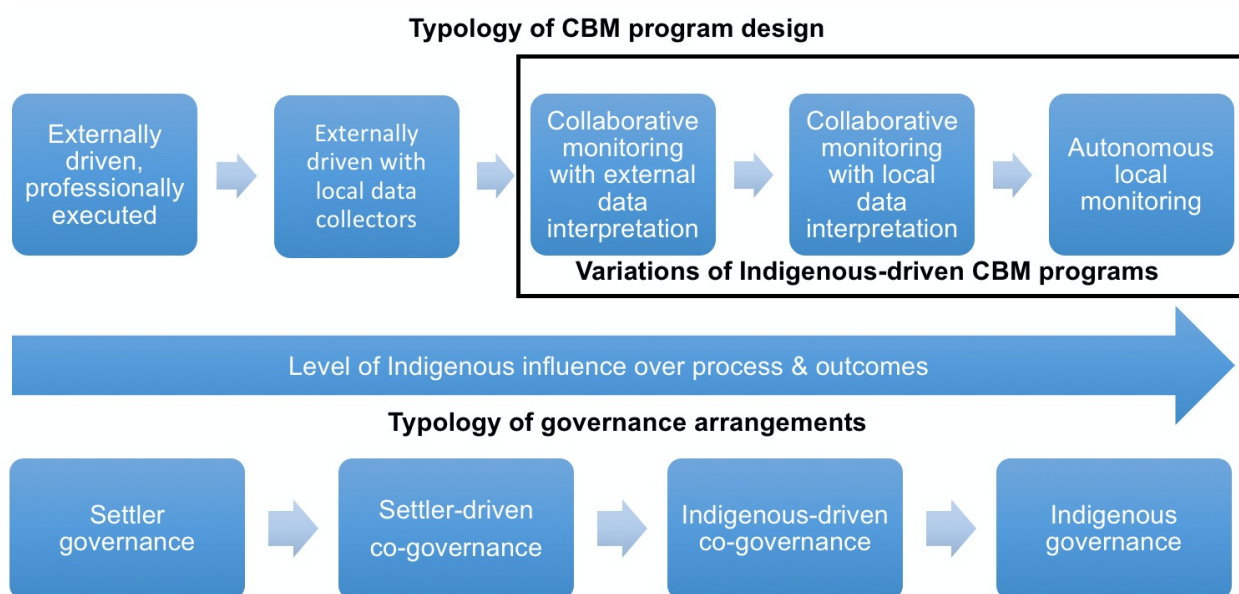 Typology of CBM program design
Externally
driven,
professionally
executed
Externally
driven with
local data
collectors
Collaborative
monitoring
with external
data
interpretation
Collaborative
monitoring
with local
data
interpretation
Autonomous
local
monitoring
Variations of Indigenous-driven CBM programs
Level of Indigenous influence over process & outcomes
Typology of governance arrangements
Settler
governance
Settler-driven
co-governance
Indigenous-driven
co-governance
Indigenous
governance